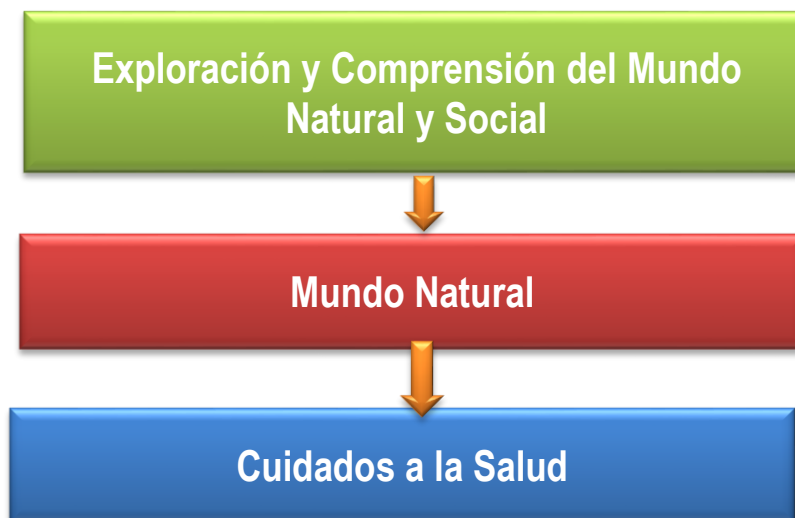 Exploración y Comprensión del Mundo
Natural y Social
Mundo Natural
Cuidados a la Salud